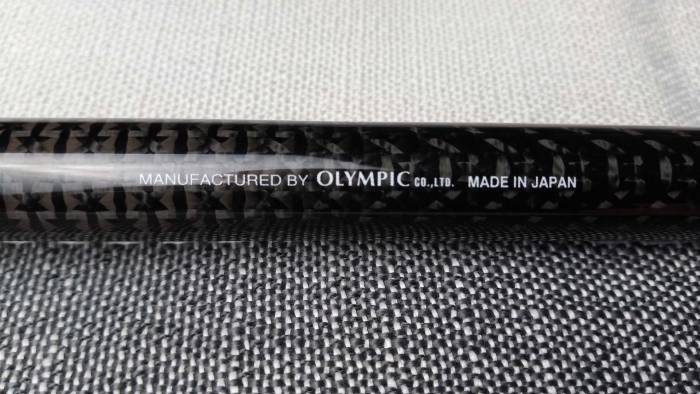 MANUFACTURED BY OLYMPIC CO.,LTD. MADE IN JAPAN